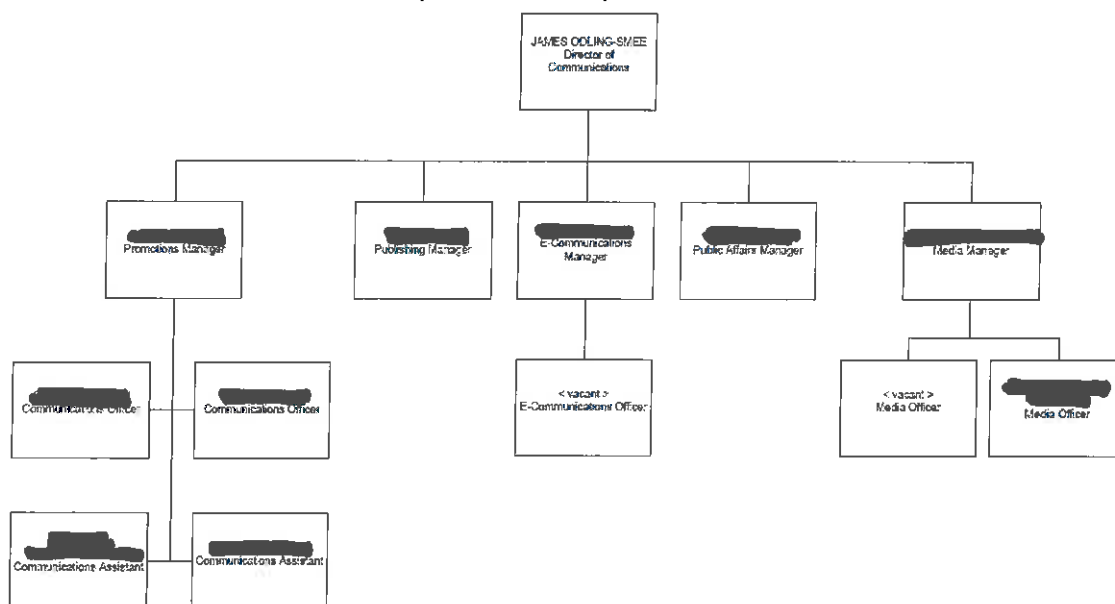 JAMES ODLING-SMEE
Director of
Communications
Promotions Manager
Publishing Manager
E-Communications
Manager
Public Affairs Manager
Media Manager
Communications Officer
Communications Officer
< vacant >
E-Communications Officer
< vacant >
Media Officer
Media Officer
Communications Assistant
Communications Assistant